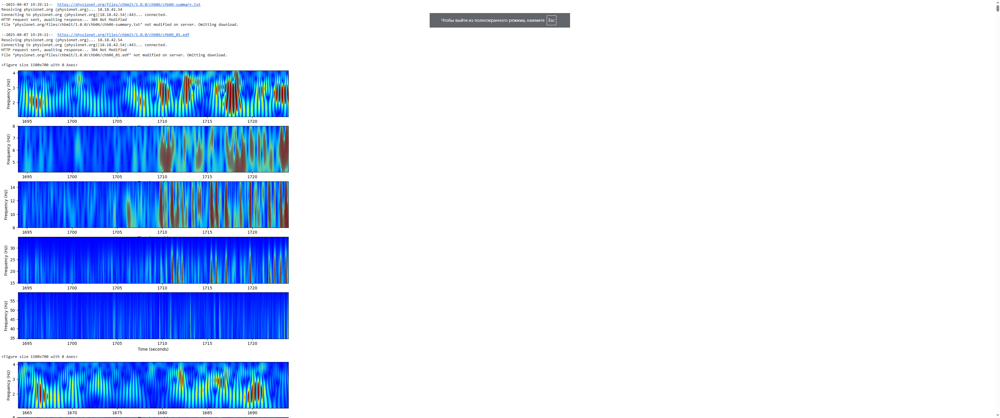 --2025-04-07 19:29:11--  https://physionet.org/files/chbmit/1.0.0/chb06/chb06-summary.txt
Resolving physionet.org (physionet.org)... 18.18.42.54
Connecting to physionet.org (physionet.org)|18.18.42.54|:443... connected.
HTTP request sent, awaiting response... 304 Not Modified
File ‘physionet.org/files/chbmit/1.0.0/chb06/chb06-summary.txt’ not modified on server. Omitting download.
Чтобы выйти из полноэкранного режима, нажмите Esc
--2025-04-07 19:29:11--  https://physionet.org/files/chbmit/1.0.0/chb06/chb06_01.edf
Resolving physionet.org (physionet.org)... 18.18.42.54
Connecting to physionet.org (physionet.org)|18.18.42.54|:443... connected.
HTTP request sent, awaiting response... 304 Not Modified
File ‘physionet.org/files/chbmit/1.0.0/chb06/chb06_01.edf’ not modified on server. Omitting download.
<Figure size 1500x700 with 0 Axes>
Frequency (Hz)
4
3
2
1695 1700 1705 1710 1715 1720
Frequency (Hz)
8
7
6
5
1695 1700 1705 1710 1715 1720
Frequency (Hz)
14
12
10
8
1695 1700 1705 1710 1715 1720
Frequency (Hz)
30
25
20
15
1695 1700 1705 1710 1715 1720
Frequency (Hz)
55
50
45
40
35
1695 1700 1705 1710 1715 1720
Time (seconds)
<Figure size 1500x700 with 0 Axes>
Frequency (Hz)
4
3
2
1665 1670 1675 1680 1685 1690